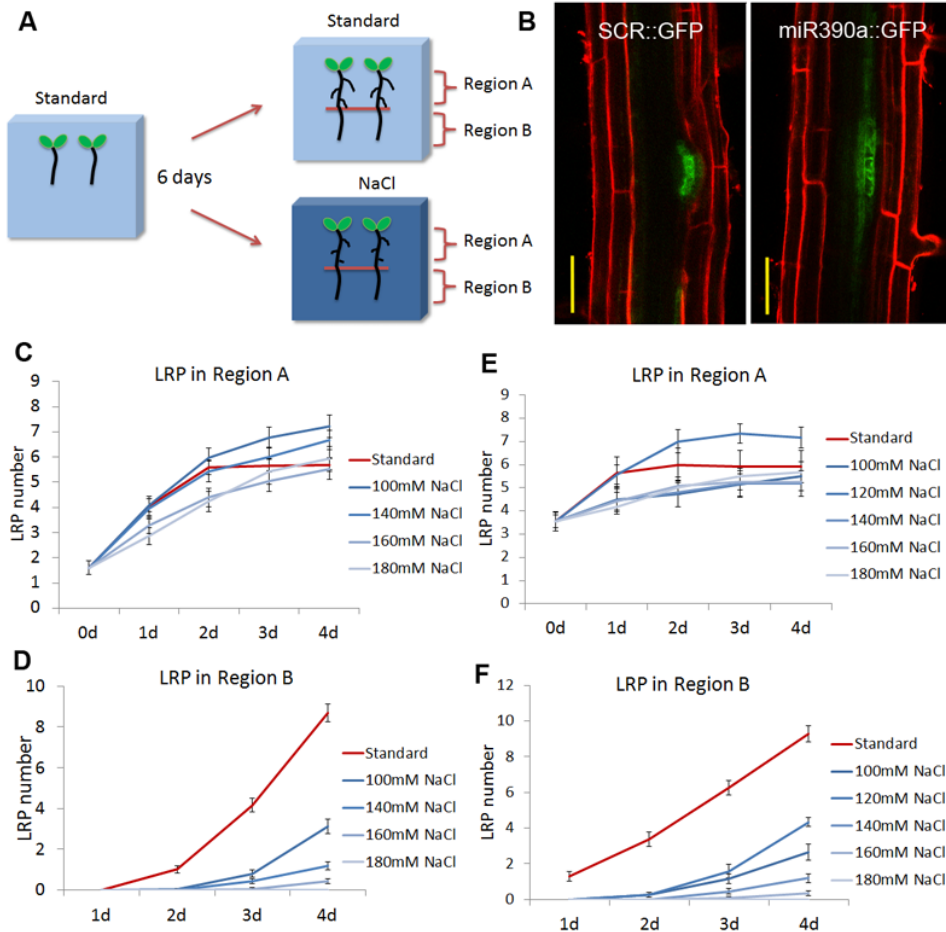 A
Standard
Standard
Region A
Region B
6 days
NaCl
Region A
Region B
B
SCR::GFP
miR390a::GFP
C
LRP in Region A
LRP number
9
8
7
6
5
4
3
2
1
0
0d 1d 2d 3d 4d
Standard
100mM NaCl
140mM NaCl
160mM NaCl
180mM NaCl
E
LRP in Region A
LRP number
9
8
7
6
5
4
3
2
1
0
0d 1d 2d 3d 4d
Standard
100mM NaCl
120mM NaCl
140mM NaCl
160mM NaCl
180mM NaCl
D
LRP in Region B
LRP number
10
8
6
4
2
0
1d 2d 3d 4d
Standard
100mM NaCl
140mM NaCl
160mM NaCl
180mM NaCl
F
LRP in Region B
LRP number
12
10
8
6
4
2
0
1d 2d 3d 4d
Standard
100mM NaCl
120mM NaCl
140mM NaCl
160mM NaCl
180mM NaCl